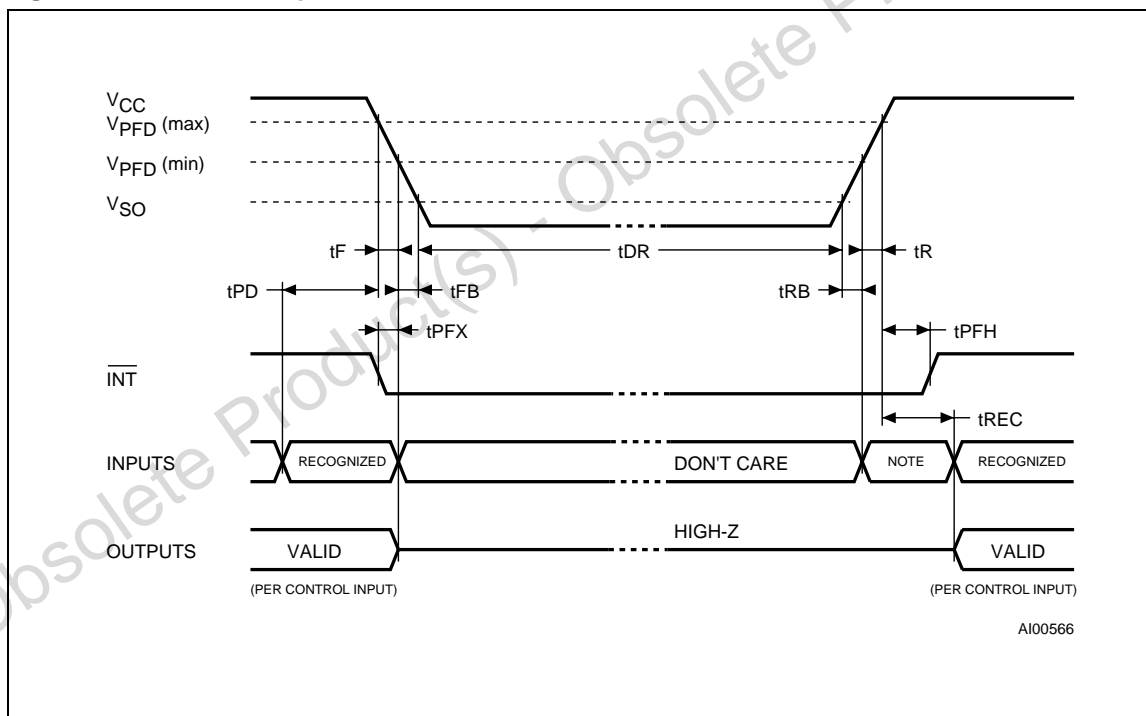 VCC
VPFD (max)
VPFD (min)
VSO
tF
tDR
tR
tPD
tFB
tRB
tPFX
tPFH
INT
tREC
INPUTS
RECOGNIZED
DON'T CARE
NOTE
RECOGNIZED
HIGH-Z
OUTPUTS
VALID
VALID
(PER CONTROL INPUT)
(PER CONTROL INPUT)
AI00566
Obsolete Product(s) - Obsolete P